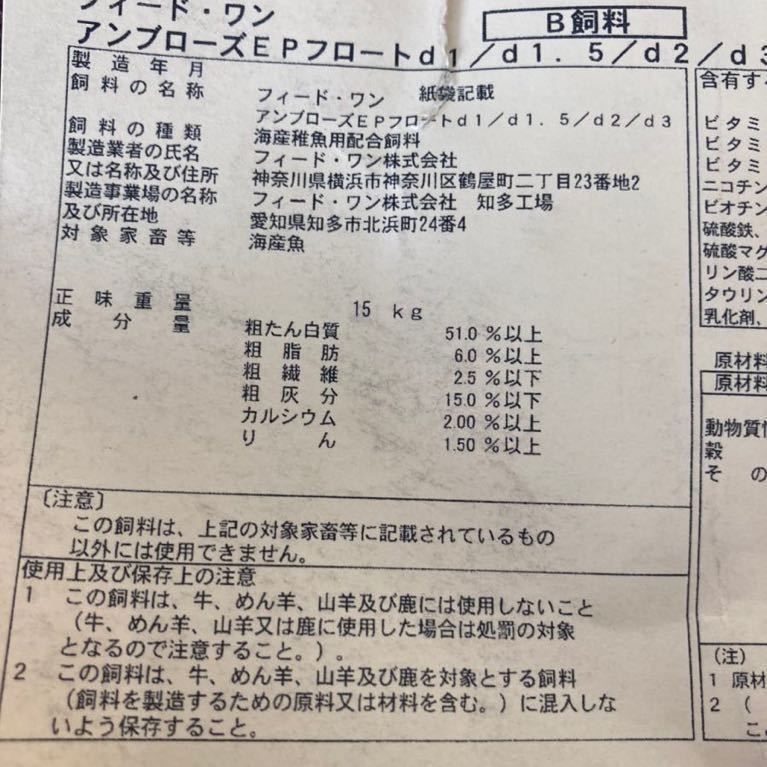 フィード・ワン
B飼料
アンブローズEPフロートd1/d1.5/d2/d3
製造年月
紙袋記載
飼料の名称
フィード・ワン
アンブローズEPフロートd1/d1.5/d2/d3
飼料の種類
海産稚魚用配合飼料
製造業者の氏名
フィード・ワン株式会社
又は名称及び住所
神奈川県横浜市神奈川区鶴屋町二丁目23番地2
製造事業場の名称
フィード・ワン株式会社 知多工場
及び所在地
愛知県知多市北浜町24番4
対象家畜等
海産魚
正味重量
15 kg
成分量
粗たん白質 51.0 %以上
粗脂肪 6.0 %以上
粗繊維 2.5 %以下
粗灰分 15.0 %以下
カルシウム 2.00 %以上
りん 1.50 %以上
〔注意〕
この飼料は、上記の対象家畜等に記載されているもの
以外には使用できません。
使用上及び保存上の注意
1 この飼料は、牛、めん羊、山羊及び鹿には使用しないこと
(牛、めん羊、山羊又は鹿に使用した場合は処罰の対象
となるので注意すること。)。
2 この飼料は、牛、めん羊、山羊及び鹿を対象とする飼料
(飼料を製造するための原料又は材料を含む。)に混入しな
いよう保存すること。
含有す
ビタミ
ビタミ
ビタミ
ニコチン
ビオチン
硫酸鉄、
硫酸マグ
リン酸二
タウリン
乳化剤、
原材料
原材料
動物質性
穀
その
(注)
1 原材
2 (
こ